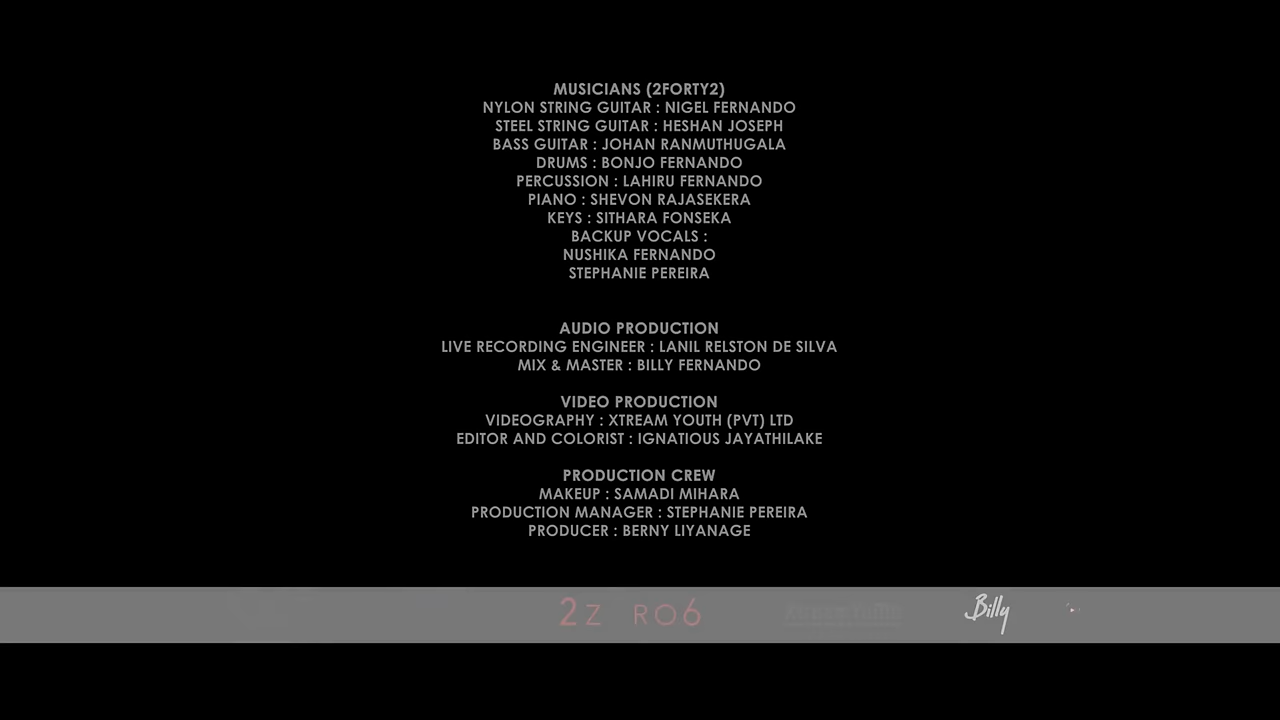 MUSICIANS (2FORTY2)
NYLON STRING GUITAR : NIGEL FERNANDO
STEEL STRING GUITAR : HESHAN JOSEPH
BASS GUITAR : JOHAN RANMUTHUGALA
DRUMS : BONJO FERNANDO
PERCUSSION : LAHIRU FERNANDO
PIANO : SHEVON RAJASEKERA
KEYS : SITHARA FONSEKA
BACKUP VOCALS :
NUSHIKA FERNANDO
STEPHANIE PEREIRA
AUDIO PRODUCTION
LIVE RECORDING ENGINEER : LANIL RELSTON DE SILVA
MIX & MASTER : BILLY FERNANDO
VIDEO PRODUCTION
VIDEOGRAPHY : XTREAM YOUTH (PVT) LTD
EDITOR AND COLORIST : IGNATIOUS JAYATHILAKE
PRODUCTION CREW
MAKEUP : SAMADI MIHARA
PRODUCTION MANAGER : STEPHANIE PEREIRA
PRODUCER : BERNY LIYANAGE
2Z RO6 Billy